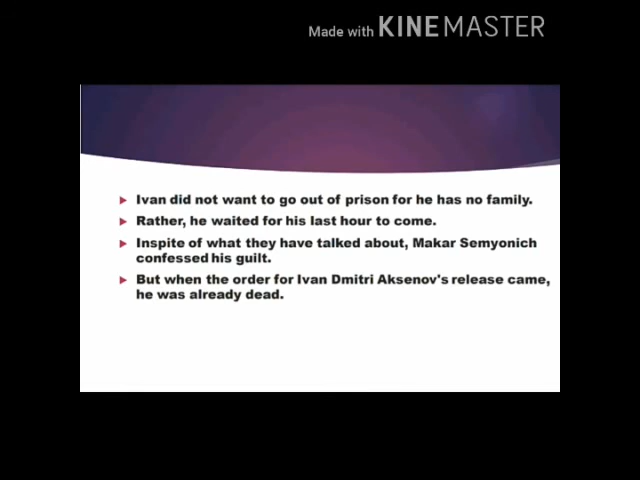 Made with KINEMASTER
Ivan did not want to go out of prison for he has no family.
Rather, he waited for his last hour to come.
Inspite of what they have talked about, Makar Semyonich
confessed his guilt.
But when the order for Ivan Dmitri Aksenov's release came,
he was already dead.